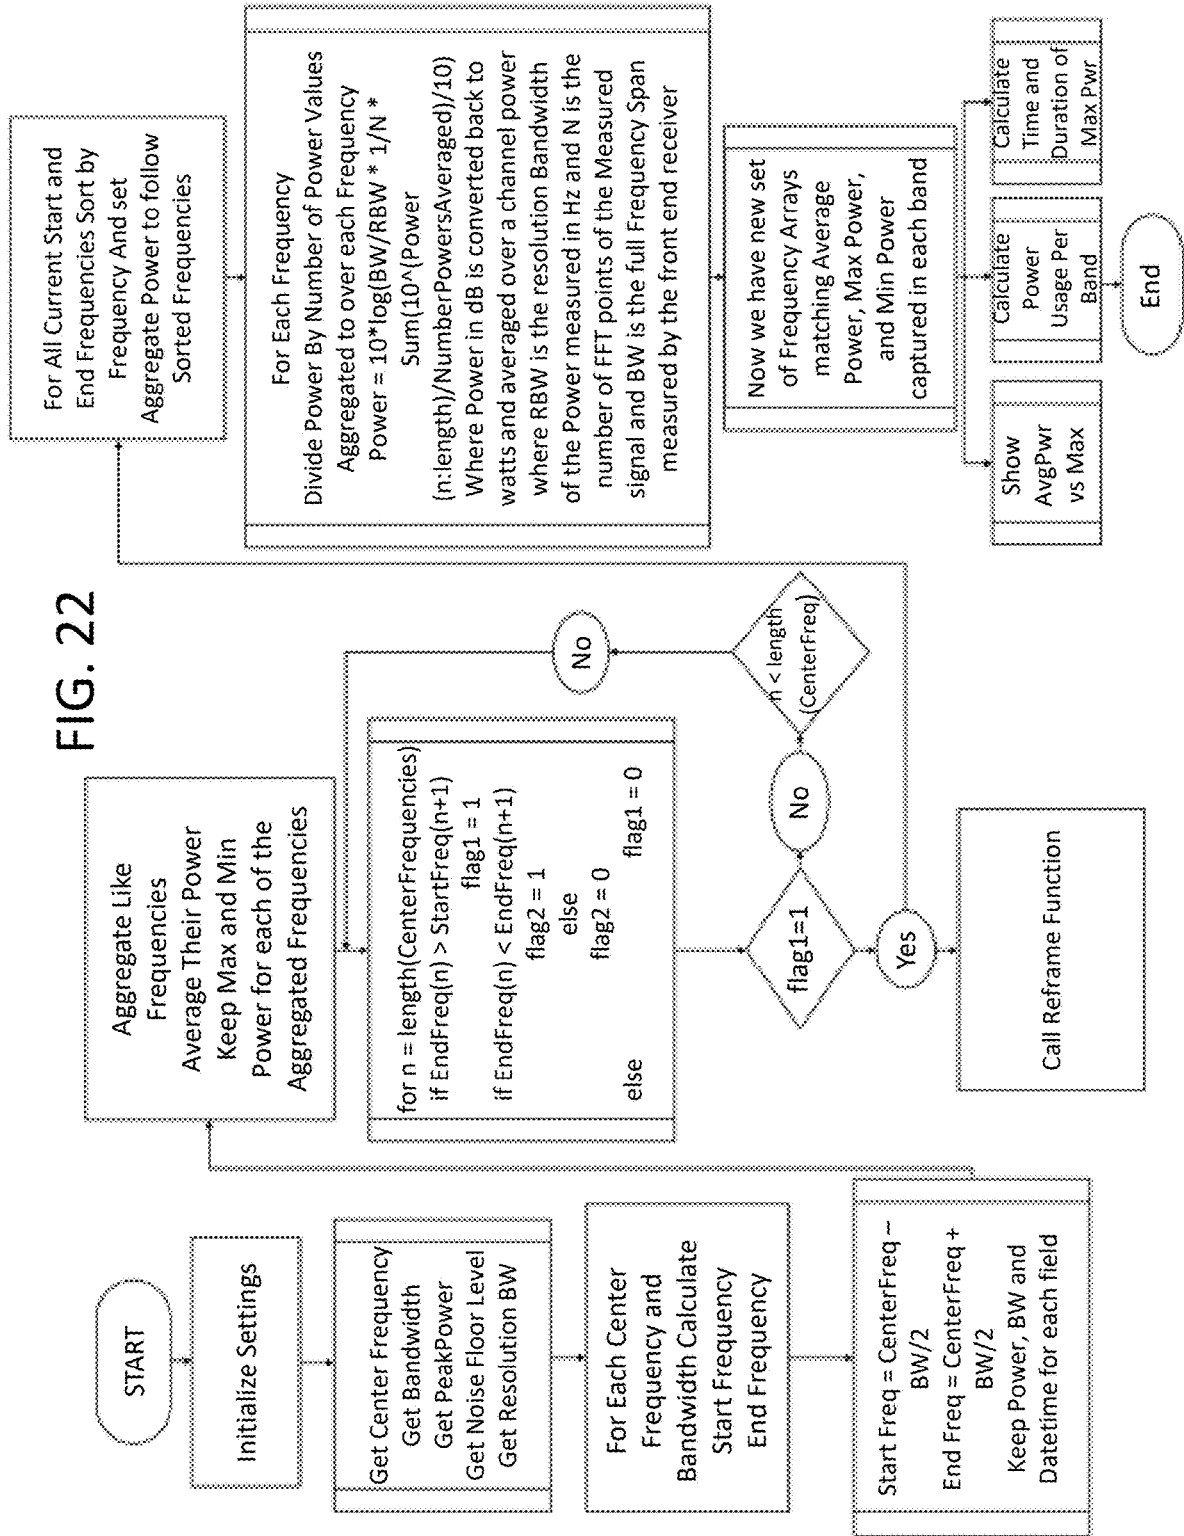 FIG. 22
START
Initialize Settings
Get Center Frequency
Get Bandwidth
Get PeakPower
Get Noise Floor Level
Get Resolution BW
For Each Center
Frequency and
Bandwidth Calculate
Start Frequency
End Frequency
Start Freq = CenterFreq –
BW/2
End Freq = CenterFreq +
BW/2
Keep Power, BW and
Datetime for each field
Aggregate Like
Frequencies
Average Their Power
Keep Max and Min
Power for each of the
Aggregated Frequencies
for n = length(CenterFrequencies)
if EndFreq(n) > StartFreq(n+1)
flag1 = 1
if EndFreq(n) < EndFreq(n+1)
flag2 = 1
else
flag2 = 0
else flag1 = 0
flag1=1
No
n < length
(CenterFreq)
No
Yes
Call Reframe Function
For All Current Start and
End Frequencies Sort by
Frequency And set
Aggregate Power to follow
Sorted Frequencies
For Each Frequency
Divide Power By Number of Power Values
Aggregated to over each Frequency
Power = 10*log(BW/RBW * 1/N *
Sum(10^(Power
(n:length)/NumberPowersAveraged)/10)
Where Power in dB is converted back to
watts and averaged over a channel power
where RBW is the resolution Bandwidth
of the Power measured in Hz and N is the
number of FFT points of the Measured
signal and BW is the full Frequency Span
measured by the front end receiver
Now we have new set
of Frequency Arrays
matching Average
Power, Max Power,
and Min Power
captured in each band
Show
AvgPwr
vs Max
Calculate
Power
Usage Per
Band
Calculate
Time and
Duration of
Max Pwr
End